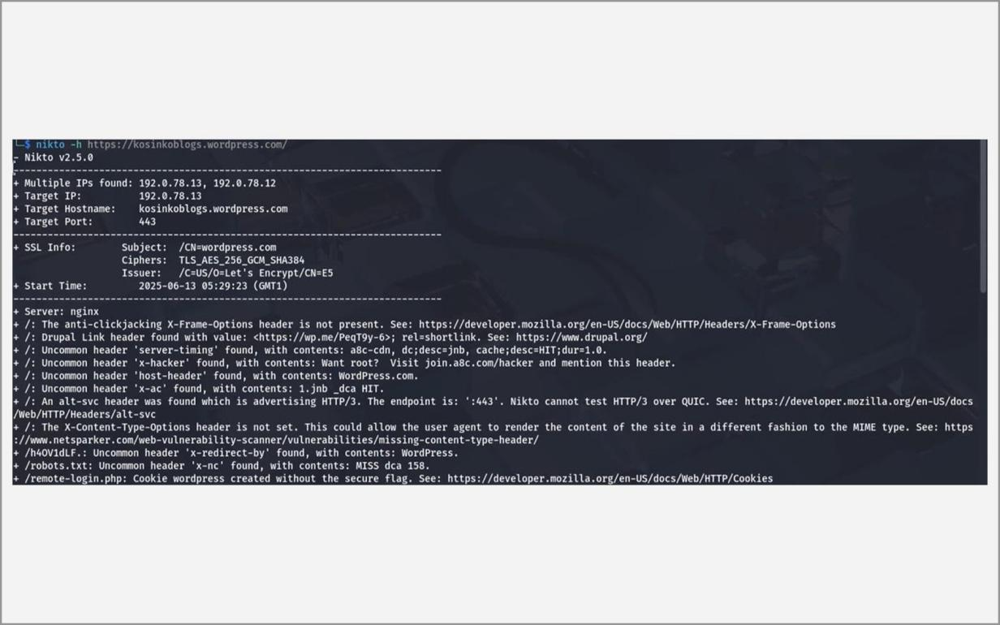 └─$ nikto -h https://kosinkoblogs.wordpress.com/
- Nikto v2.5.0
---------------------------------------------------------------------------
+ Multiple IPs found: 192.0.78.13, 192.0.78.12
+ Target IP:          192.0.78.13
+ Target Hostname:    kosinkoblogs.wordpress.com
+ Target Port:        443
---------------------------------------------------------------------------
+ SSL Info:        Subject:  /CN=wordpress.com
                   Ciphers:  TLS_AES_256_GCM_SHA384
                   Issuer:   /C=US/O=Let's Encrypt/CN=E5
+ Start Time:         2025-06-13 05:29:23 (GMT1)
---------------------------------------------------------------------------
+ Server: nginx
+ /: The anti-clickjacking X-Frame-Options header is not present. See: https://developer.mozilla.org/en-US/docs/Web/HTTP/Headers/X-Frame-Options
+ /: Drupal Link header found with value: <https://wp.me/PeqT9y-6>; rel=shortlink. See: https://www.drupal.org/
+ /: Uncommon header 'server-timing' found, with contents: a8c-cdn, dc;desc=jnb, cache;desc=HIT;dur=1.0.
+ /: Uncommon header 'x-hacker' found, with contents: Want root?  Visit join.a8c.com/hacker and mention this header.
+ /: Uncommon header 'host-header' found, with contents: WordPress.com.
+ /: Uncommon header 'x-ac' found, with contents: 1.jnb _dca HIT.
+ /: An alt-svc header was found which is advertising HTTP/3. The endpoint is: ':443'. Nikto cannot test HTTP/3 over QUIC. See: https://developer.mozilla.org/en-US/docs
/Web/HTTP/Headers/alt-svc
+ /: The X-Content-Type-Options header is not set. This could allow the user agent to render the content of the site in a different fashion to the MIME type. See: https
://www.netsparker.com/web-vulnerability-scanner/vulnerabilities/missing-content-type-header/
+ /h4OV1dLF.: Uncommon header 'x-redirect-by' found, with contents: WordPress.
+ /robots.txt: Uncommon header 'x-nc' found, with contents: MISS dca 158.
+ /remote-login.php: Cookie wordpress created without the secure flag. See: https://developer.mozilla.org/en-US/docs/Web/HTTP/Cookies